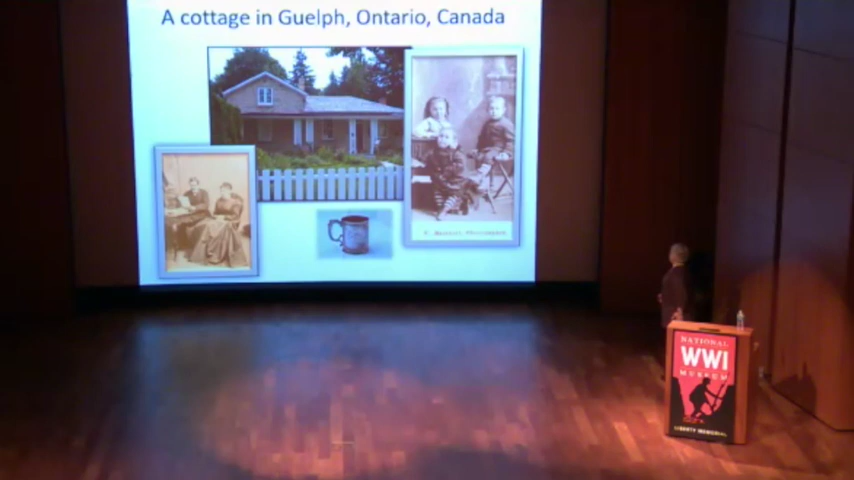 A cottage in Guelph, Ontario, Canada
NATIONAL
WWI
MUSEUM
LIBERTY MEMORIAL